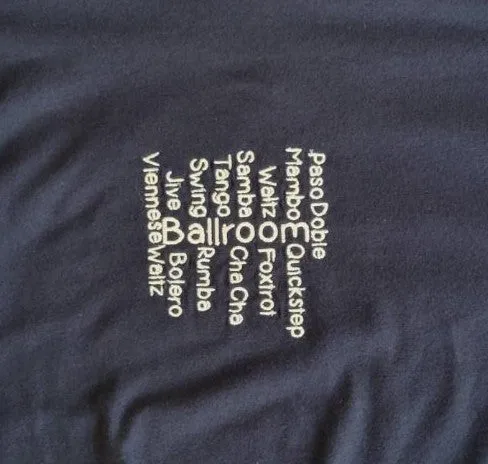 Ballroom
Paso Doble
Mambo Quickstep
Waltz Foxtrot
Samba Cha Cha
Tango
Swing Rumba
Jive Bolero
Viennese Waltz